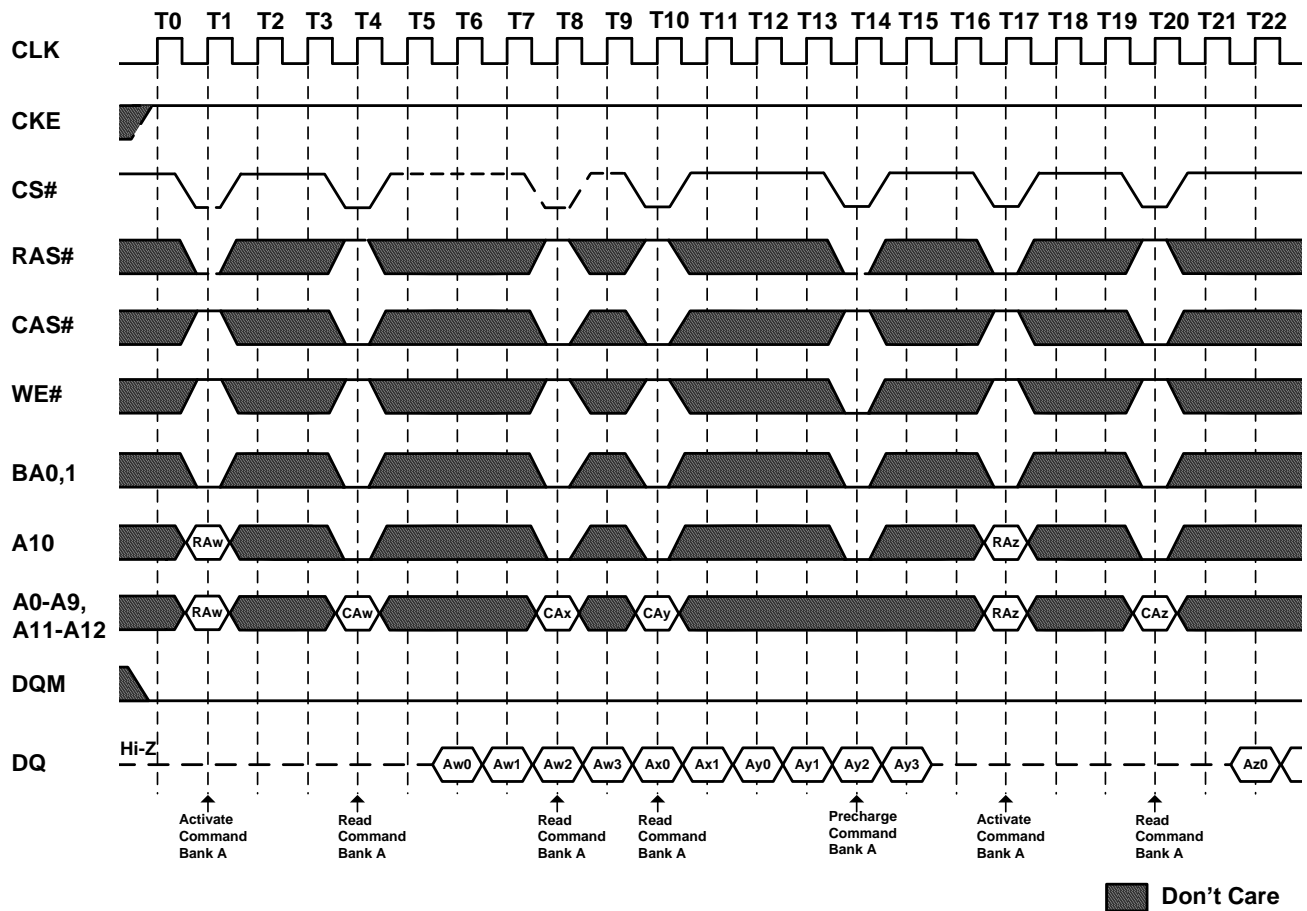 T0 T1 T2 T3 T4 T5 T6 T7 T8 T9 T10 T11 T12 T13 T14 T15 T16 T17 T18 T19 T20 T21 T22
CLK
CKE
CS#
RAS#
CAS#
WE#
BA0,1
A10
RAw RAz
A0-A9,
A11-A12
RAw CAw CAx CAy RAz CAz
DQM
Hi-Z
DQ
Aw0 Aw1 Aw2 Aw3 Ax0 Ax1 Ay0 Ay1 Ay2 Ay3 Az0
Activate
Command
Bank A
Read
Command
Bank A
Read
Command
Bank A
Read
Command
Bank A
Precharge
Command
Bank A
Activate
Command
Bank A
Read
Command
Bank A
Don't Care